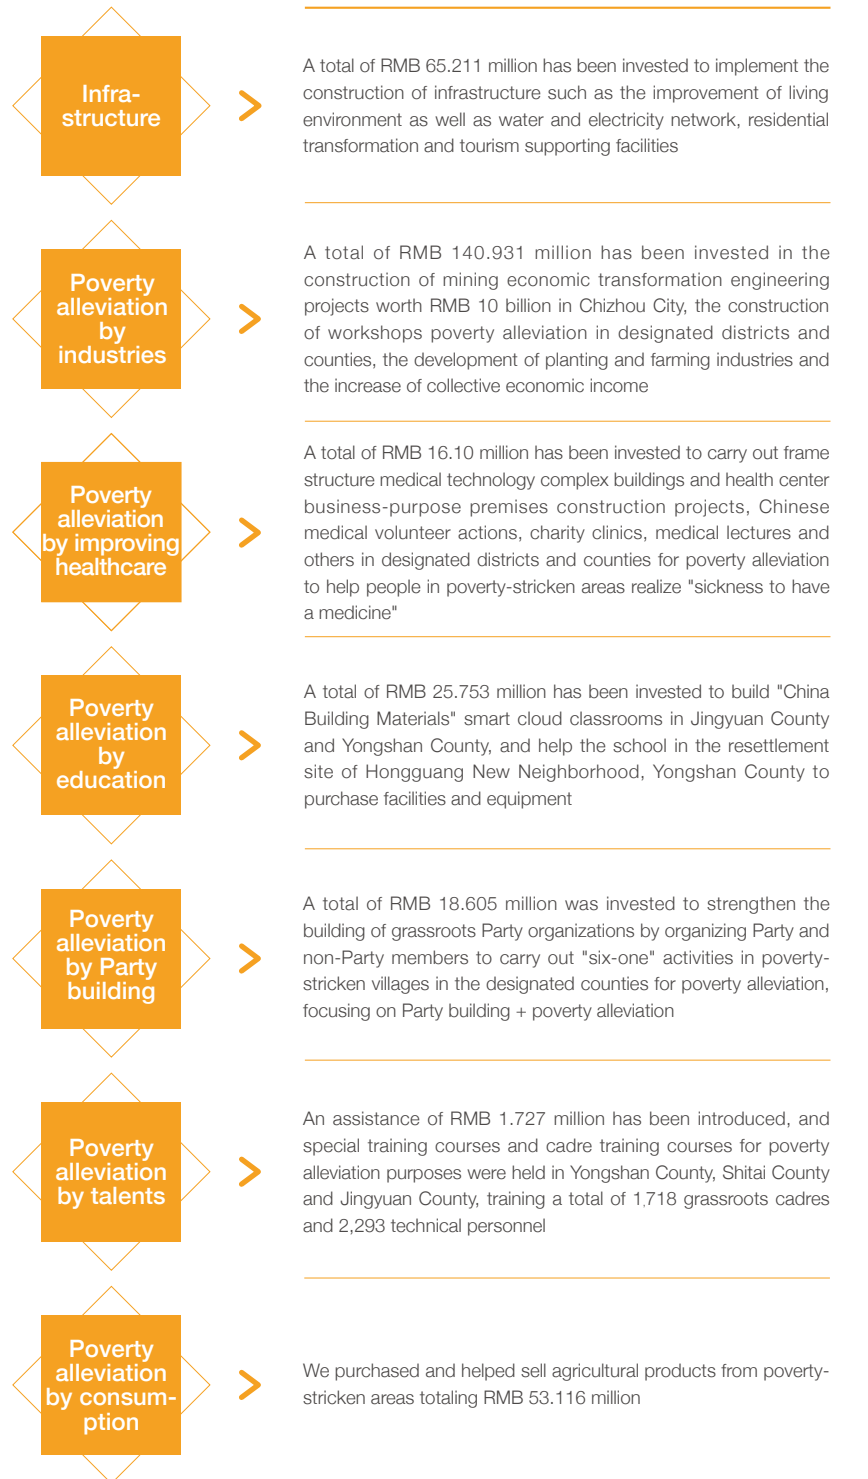 Infra-
structure
A total of RMB 65.211 million has been invested to implement the
construction of infrastructure such as the improvement of living
environment as well as water and electricity network, residential
transformation and tourism supporting facilities
Poverty
alleviation
by
industries
A total of RMB 140.931 million has been invested in the
construction of mining economic transformation engineering
projects worth RMB 10 billion in Chizhou City, the construction
of workshops poverty alleviation in designated districts and
counties, the development of planting and farming industries and
the increase of collective economic income
Poverty
alleviation
by improving
healthcare
A total of RMB 16.10 million has been invested to carry out frame
structure medical technology complex buildings and health center
business-purpose premises construction projects, Chinese
medical volunteer actions, charity clinics, medical lectures and
others in designated districts and counties for poverty alleviation
to help people in poverty-stricken areas realize "sickness to have
a medicine"
Poverty
alleviation
by
education
A total of RMB 25.753 million has been invested to build "China
Building Materials" smart cloud classrooms in Jingyuan County
and Yongshan County, and help the school in the resettlement
site of Hongguang New Neighborhood, Yongshan County to
purchase facilities and equipment
Poverty
alleviation
by Party
building
A total of RMB 18.605 million was invested to strengthen the
building of grassroots Party organizations by organizing Party and
non-Party members to carry out "six-one" activities in poverty-
stricken villages in the designated counties for poverty alleviation,
focusing on Party building + poverty alleviation
Poverty
alleviation
by talents
An assistance of RMB 1.727 million has been introduced, and
special training courses and cadre training courses for poverty
alleviation purposes were held in Yongshan County, Shitai County
and Jingyuan County, training a total of 1,718 grassroots cadres
and 2,293 technical personnel
Poverty
alleviation
by consum-
ption
We purchased and helped sell agricultural products from poverty-
stricken areas totaling RMB 53.116 million